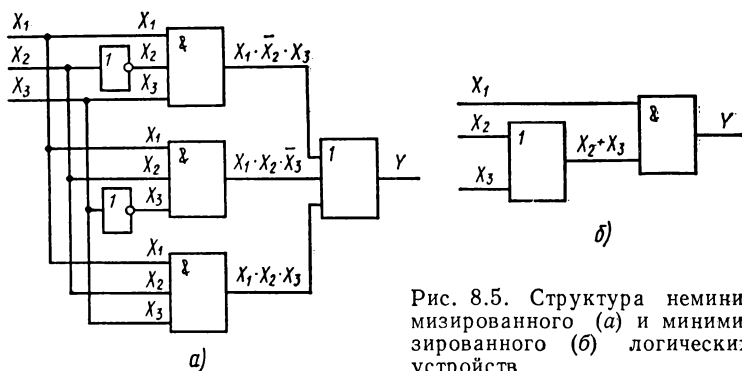 X₁ X₁ &
X₂ 1 X₂ X₁·X̄₂·X₃
X₃ X₃
X₁ & 1
X₂ X₁·X₂·X̄₃ Y
1 X₃
X₁ &
X₂ X₁·X₂·X₃
X₃
а)
X₁ &
X₂ 1 X₂+X₃ Y
X₃
б)
Рис. 8.5. Структура немини-
мизированного (а) и миними-
зированного (б) логических
устройств